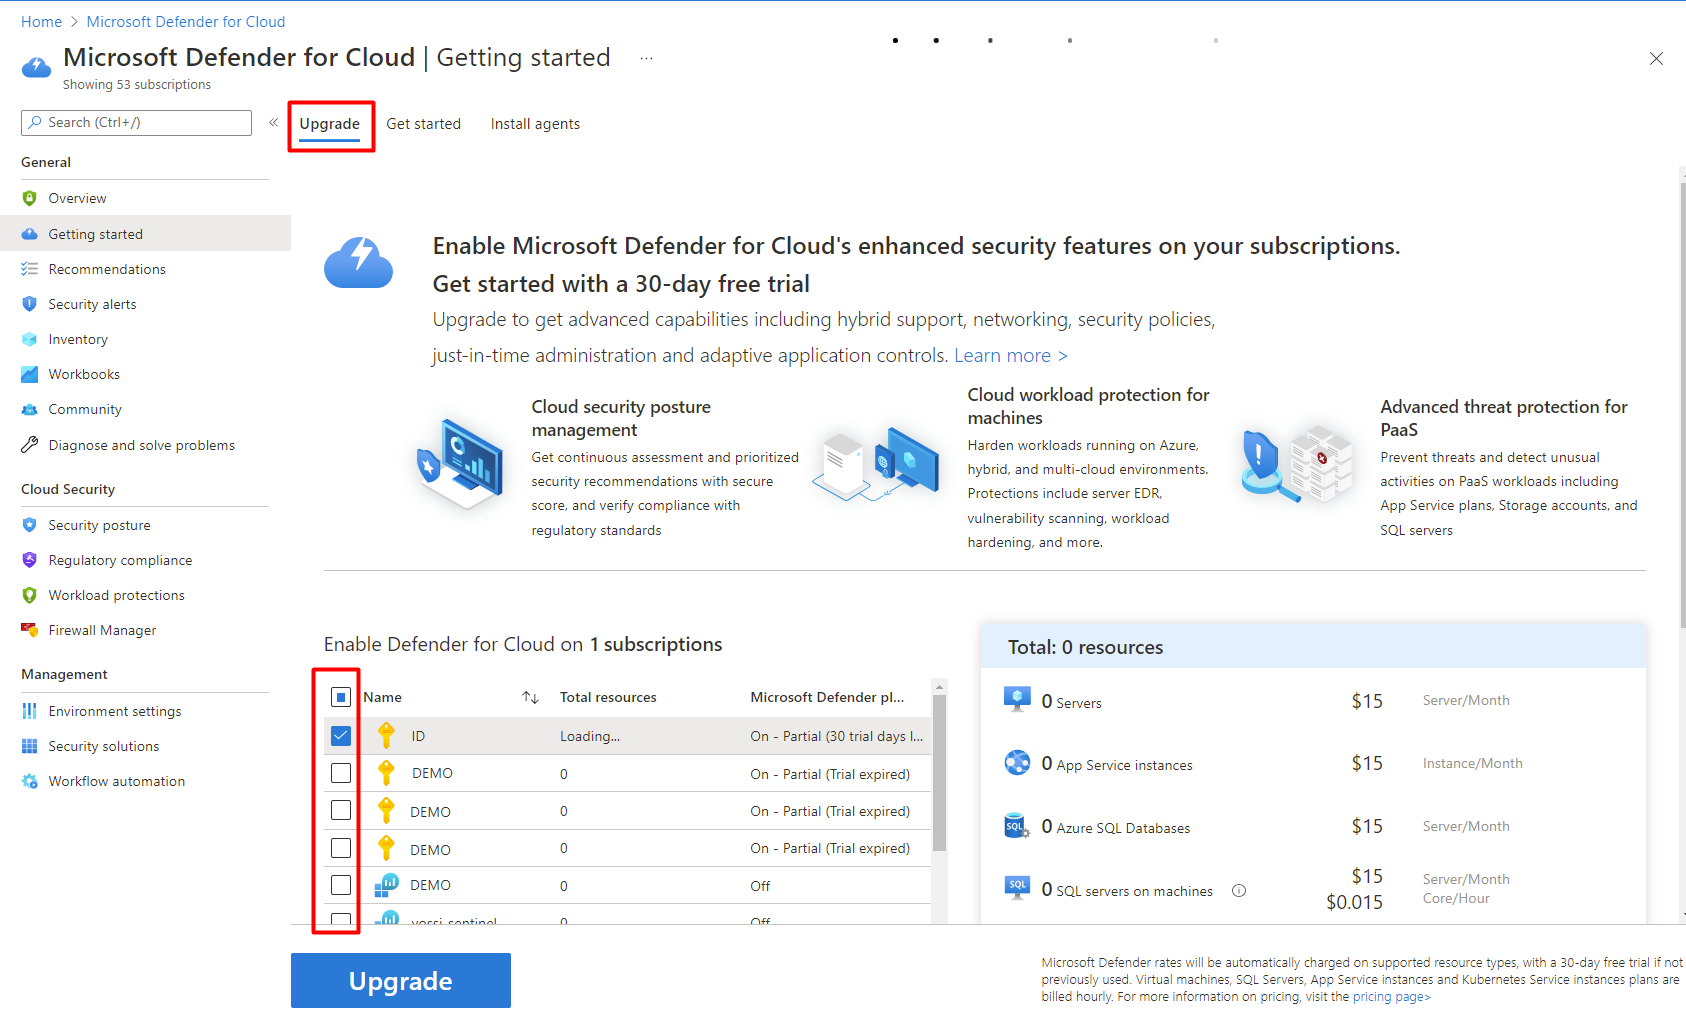 Home > Microsoft Defender for Cloud
Microsoft Defender for Cloud | Getting started ...
Showing 53 subscriptions
Search (Ctrl+/)
«
Upgrade Get started Install agents
General
Overview
Getting started
Recommendations
Security alerts
Inventory
Workbooks
Community
Diagnose and solve problems
Cloud Security
Security posture
Regulatory compliance
Workload protections
Firewall Manager
Management
Environment settings
Security solutions
Workflow automation
Enable Microsoft Defender for Cloud's enhanced security features on your subscriptions.
Get started with a 30-day free trial
Upgrade to get advanced capabilities including hybrid support, networking, security policies,
just-in-time administration and adaptive application controls. Learn more >
Cloud security posture
management
Get continuous assessment and prioritized
security recommendations with secure
score, and verify compliance with
regulatory standards
Cloud workload protection for
machines
Harden workloads running on Azure,
hybrid, and multi-cloud environments.
Protections include server EDR,
vulnerability scanning, workload
hardening, and more.
Advanced threat protection for
PaaS
Prevent threats and detect unusual
activities on PaaS workloads including
App Service plans, Storage accounts, and
SQL servers
Enable Defender for Cloud on 1 subscriptions
Name ↑↓ Total resources Microsoft Defender pl...
ID Loading... On - Partial (30 trial days l...
DEMO 0 On - Partial (Trial expired)
DEMO 0 On - Partial (Trial expired)
DEMO 0 On - Partial (Trial expired)
DEMO 0 Off
yossi-sentinel 0 Off
Total: 0 resources
0 Servers $15 Server/Month
0 App Service instances $15 Instance/Month
SQL 0 Azure SQL Databases $15 Server/Month
SQL 0 SQL servers on machines $15 Server/Month
$0.015 Core/Hour
Upgrade
Microsoft Defender rates will be automatically charged on supported resource types, with a 30-day free trial if not
previously used. Virtual machines, SQL Servers, App Service instances and Kubernetes Service instances plans are
billed hourly. For more information on pricing, visit the pricing page>